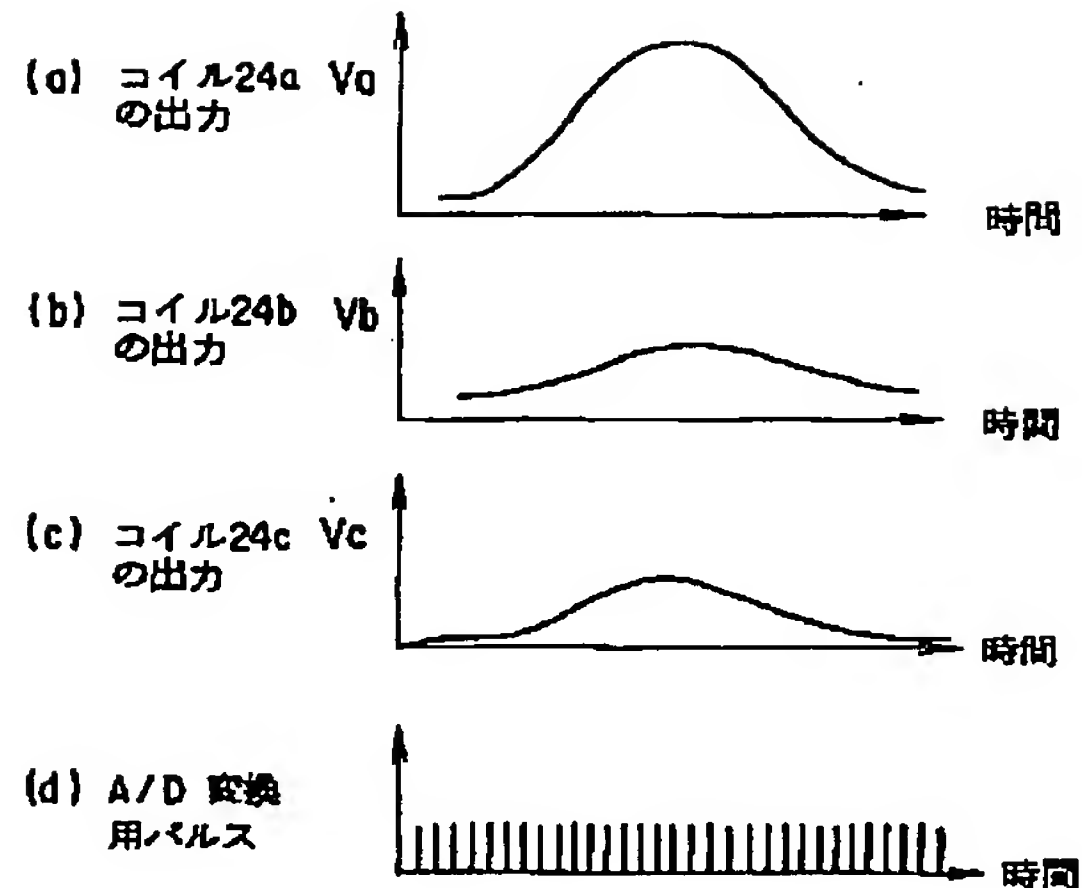 (a) コイル24a Va
の出力
時間
(b) コイル24b Vb
の出力
時間
(c) コイル24c Vc
の出力
時間
(d) A/D 変換
用パルス
時間